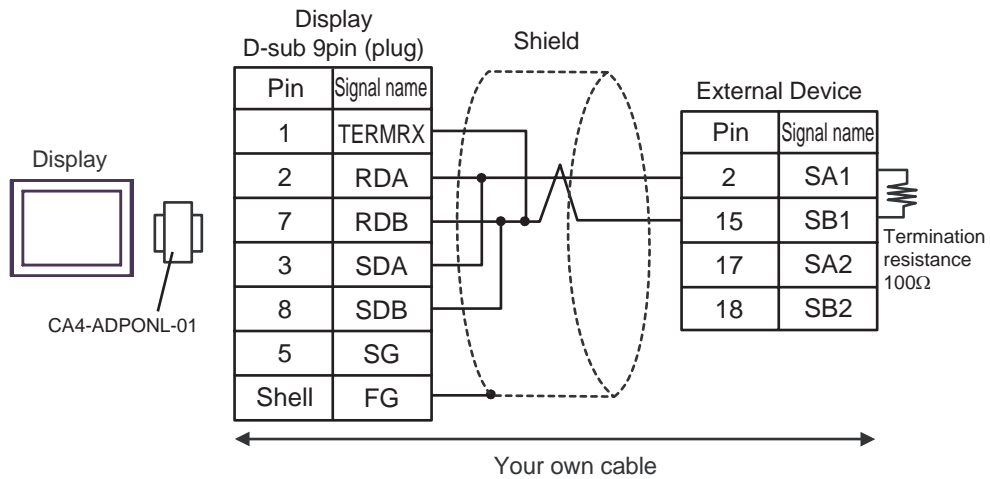 Display
D-sub 9pin (plug)
Shield
External Device
Pin Signal name
1 TERMRX
2 RDA
7 RDB
3 SDA
8 SDB
5 SG
Shell FG
Pin Signal name
2 SA1
15 SB1
17 SA2
18 SB2
Termination
resistance
100Ω
Display
CA4-ADPONL-01
Your own cable